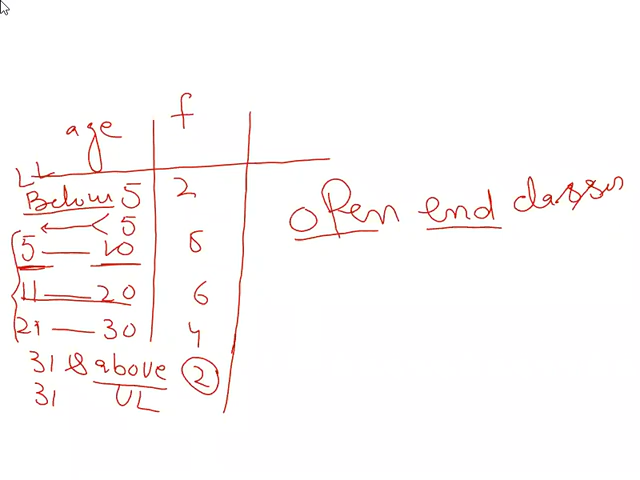 age f
LL
Below 5 2
< 5
5 — 10 8
11 — 20 6
21 — 30 4
31 & above 2
31 UL
open end classes